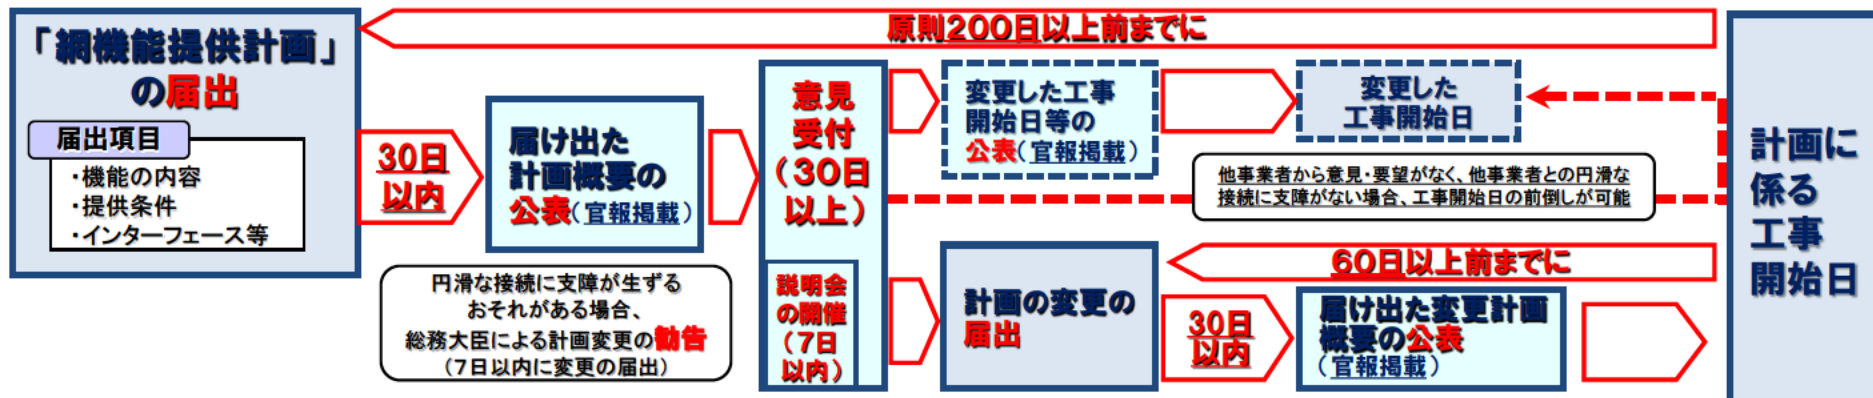 「網機能提供計画」
の届出
届出項目
・機能の内容
・提供条件
・インターフェース等
原則200日以上前までに
30日
以内
届け出た
計画概要の
公表(官報掲載)
円滑な接続に支障が生ずる
おそれがある場合、
総務大臣による計画変更の勧告
(7日以内に変更の届出)
意見
受付
(30日
以上)
説明会
の開催
(7日
以内)
変更した工事
開始日等の
公表(官報掲載)
変更した
工事開始日
他事業者から意見・要望がなく、他事業者との円滑な
接続に支障がない場合、工事開始日の前倒しが可能
60日以上前までに
計画の変更の
届出
30日
以内
届け出た変更計画
概要の公表
(官報掲載)
計画に
係る
工事
開始日